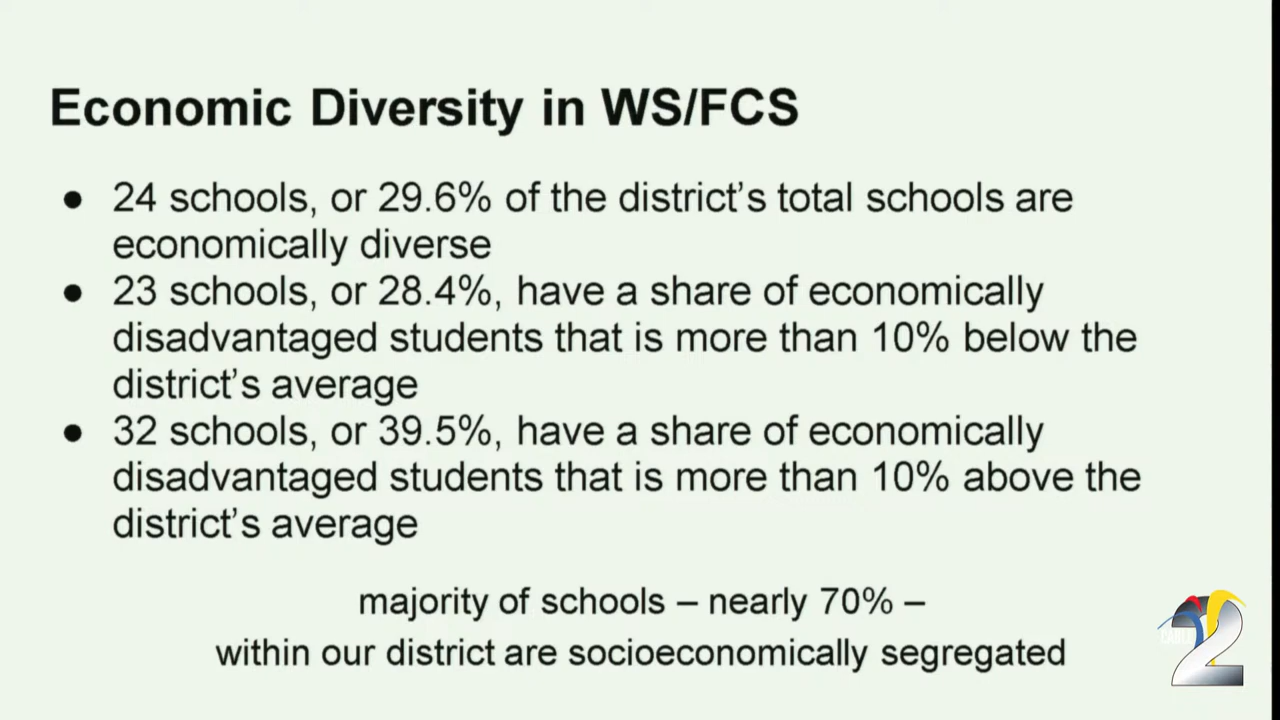 Economic Diversity in WS/FCS
● 24 schools, or 29.6% of the district's total schools are
economically diverse
● 23 schools, or 28.4%, have a share of economically
disadvantaged students that is more than 10% below the
district's average
● 32 schools, or 39.5%, have a share of economically
disadvantaged students that is more than 10% above the
district's average
majority of schools – nearly 70% –
within our district are socioeconomically segregated
2